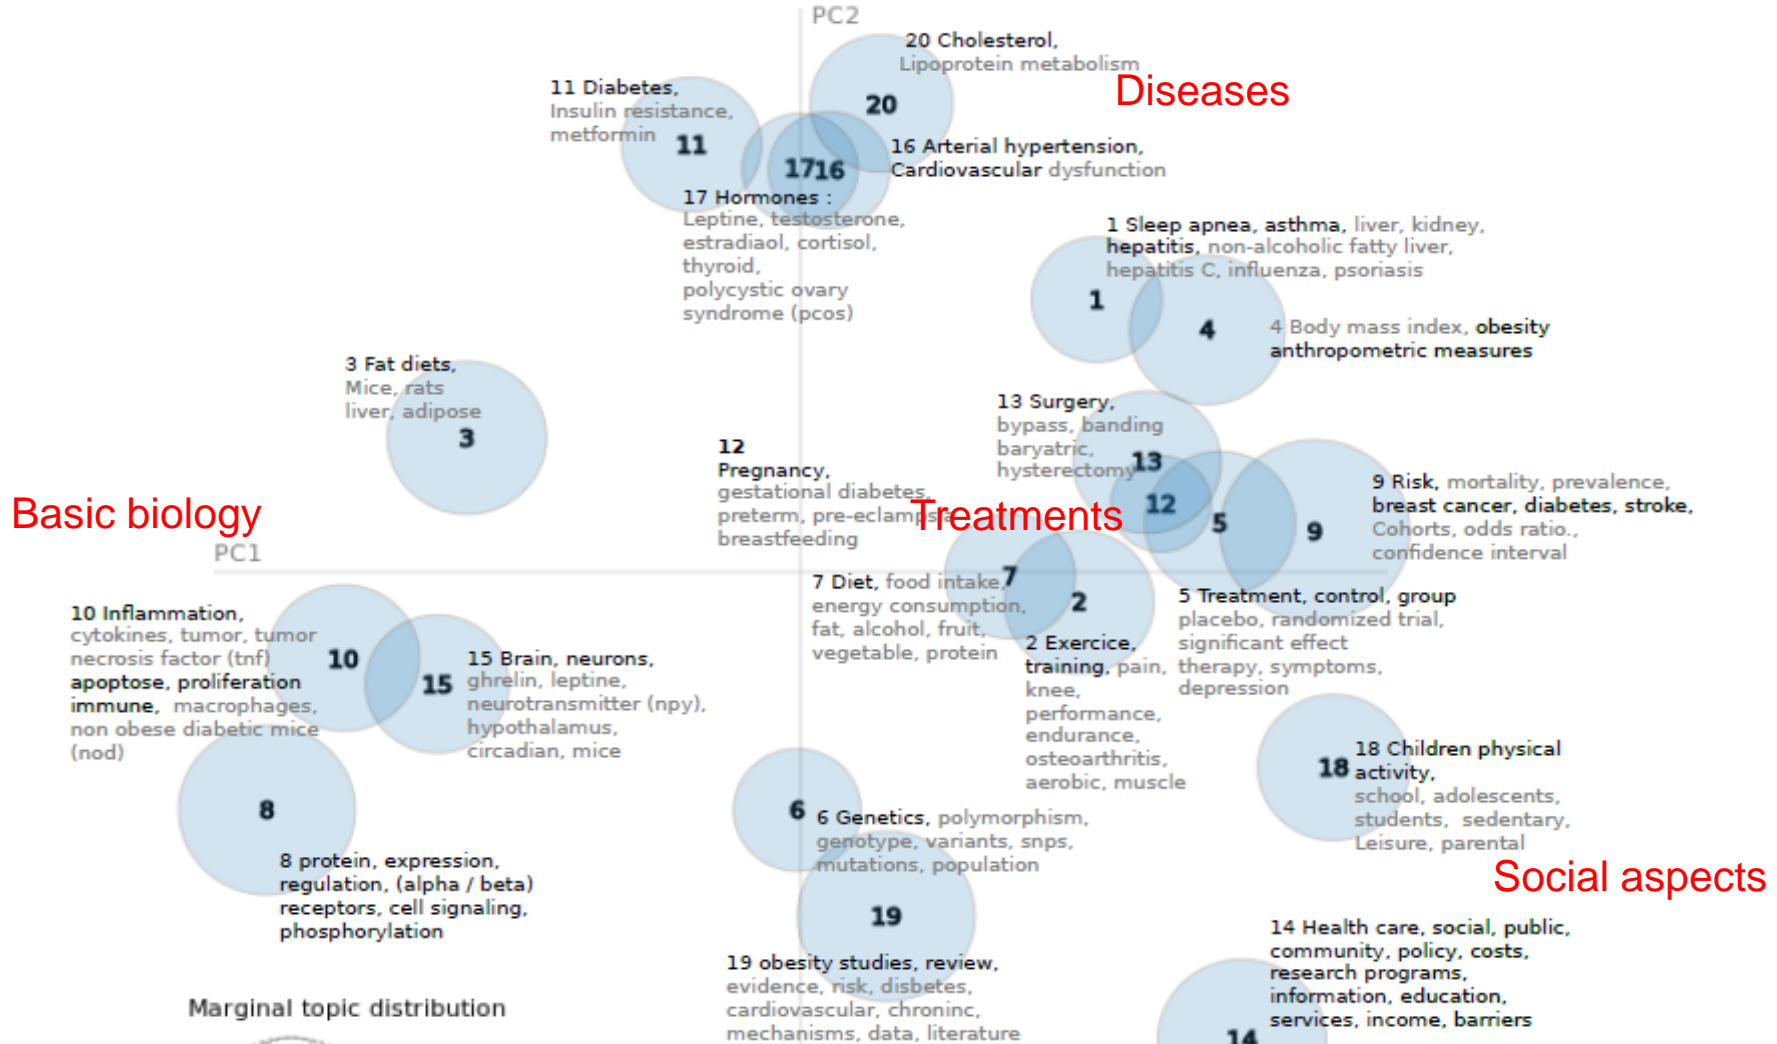 PC2
20 Cholesterol,
Lipoprotein metabolism
Diseases
11 Diabetes,
Insulin resistance,
metformin
11
20
16 Arterial hypertension,
Cardiovascular dysfunction
17
16
17 Hormones :
Leptine, testosterone,
estradiaol, cortisol,
thyroid,
polycystic ovary
syndrome (pcos)
1 Sleep apnea, asthma, liver, kidney,
hepatitis, non-alcoholic fatty liver,
hepatitis C, influenza, psoriasis
1
4
4 Body mass index, obesity
anthropometric measures
3 Fat diets,
Mice, rats
liver, adipose
3
13 Surgery,
bypass, banding
baryatric,
hysterectomy
13
12
Pregnancy,
gestational diabetes,
preterm, pre-eclampsia
breastfeeding
Treatments
12
5
9
9 Risk, mortality, prevalence,
breast cancer, diabetes, stroke,
Cohorts, odds ratio.,
confidence interval
Basic biology
PC1
7 Diet, food intake,
energy consumption,
fat, alcohol, fruit,
vegetable, protein
7
2
2 Exercice,
training, pain,
knee,
performance,
endurance,
osteoarthritis,
aerobic, muscle
5 Treatment, control, group
placebo, randomized trial,
significant effect
therapy, symptoms,
depression
10 Inflammation,
cytokines, tumor, tumor
necrosis factor (tnf)
apoptose, proliferation
immune, macrophages,
non obese diabetic mice
(nod)
10
15
15 Brain, neurons,
ghrelin, leptine,
neurotransmitter (npy),
hypothalamus,
circadian, mice
18
18 Children physical
activity,
school, adolescents,
students, sedentary,
Leisure, parental
8
8 protein, expression,
regulation, (alpha / beta)
receptors, cell signaling,
phosphorylation
6
6 Genetics, polymorphism,
genotype, variants, snps,
mutations, population
Social aspects
19
19 obesity studies, review,
evidence, risk, disbetes,
cardiovascular, chroninc,
mechanisms, data, literature
14 Health care, social, public,
community, policy, costs,
research programs,
information, education,
services, income, barriers
14
Marginal topic distribution